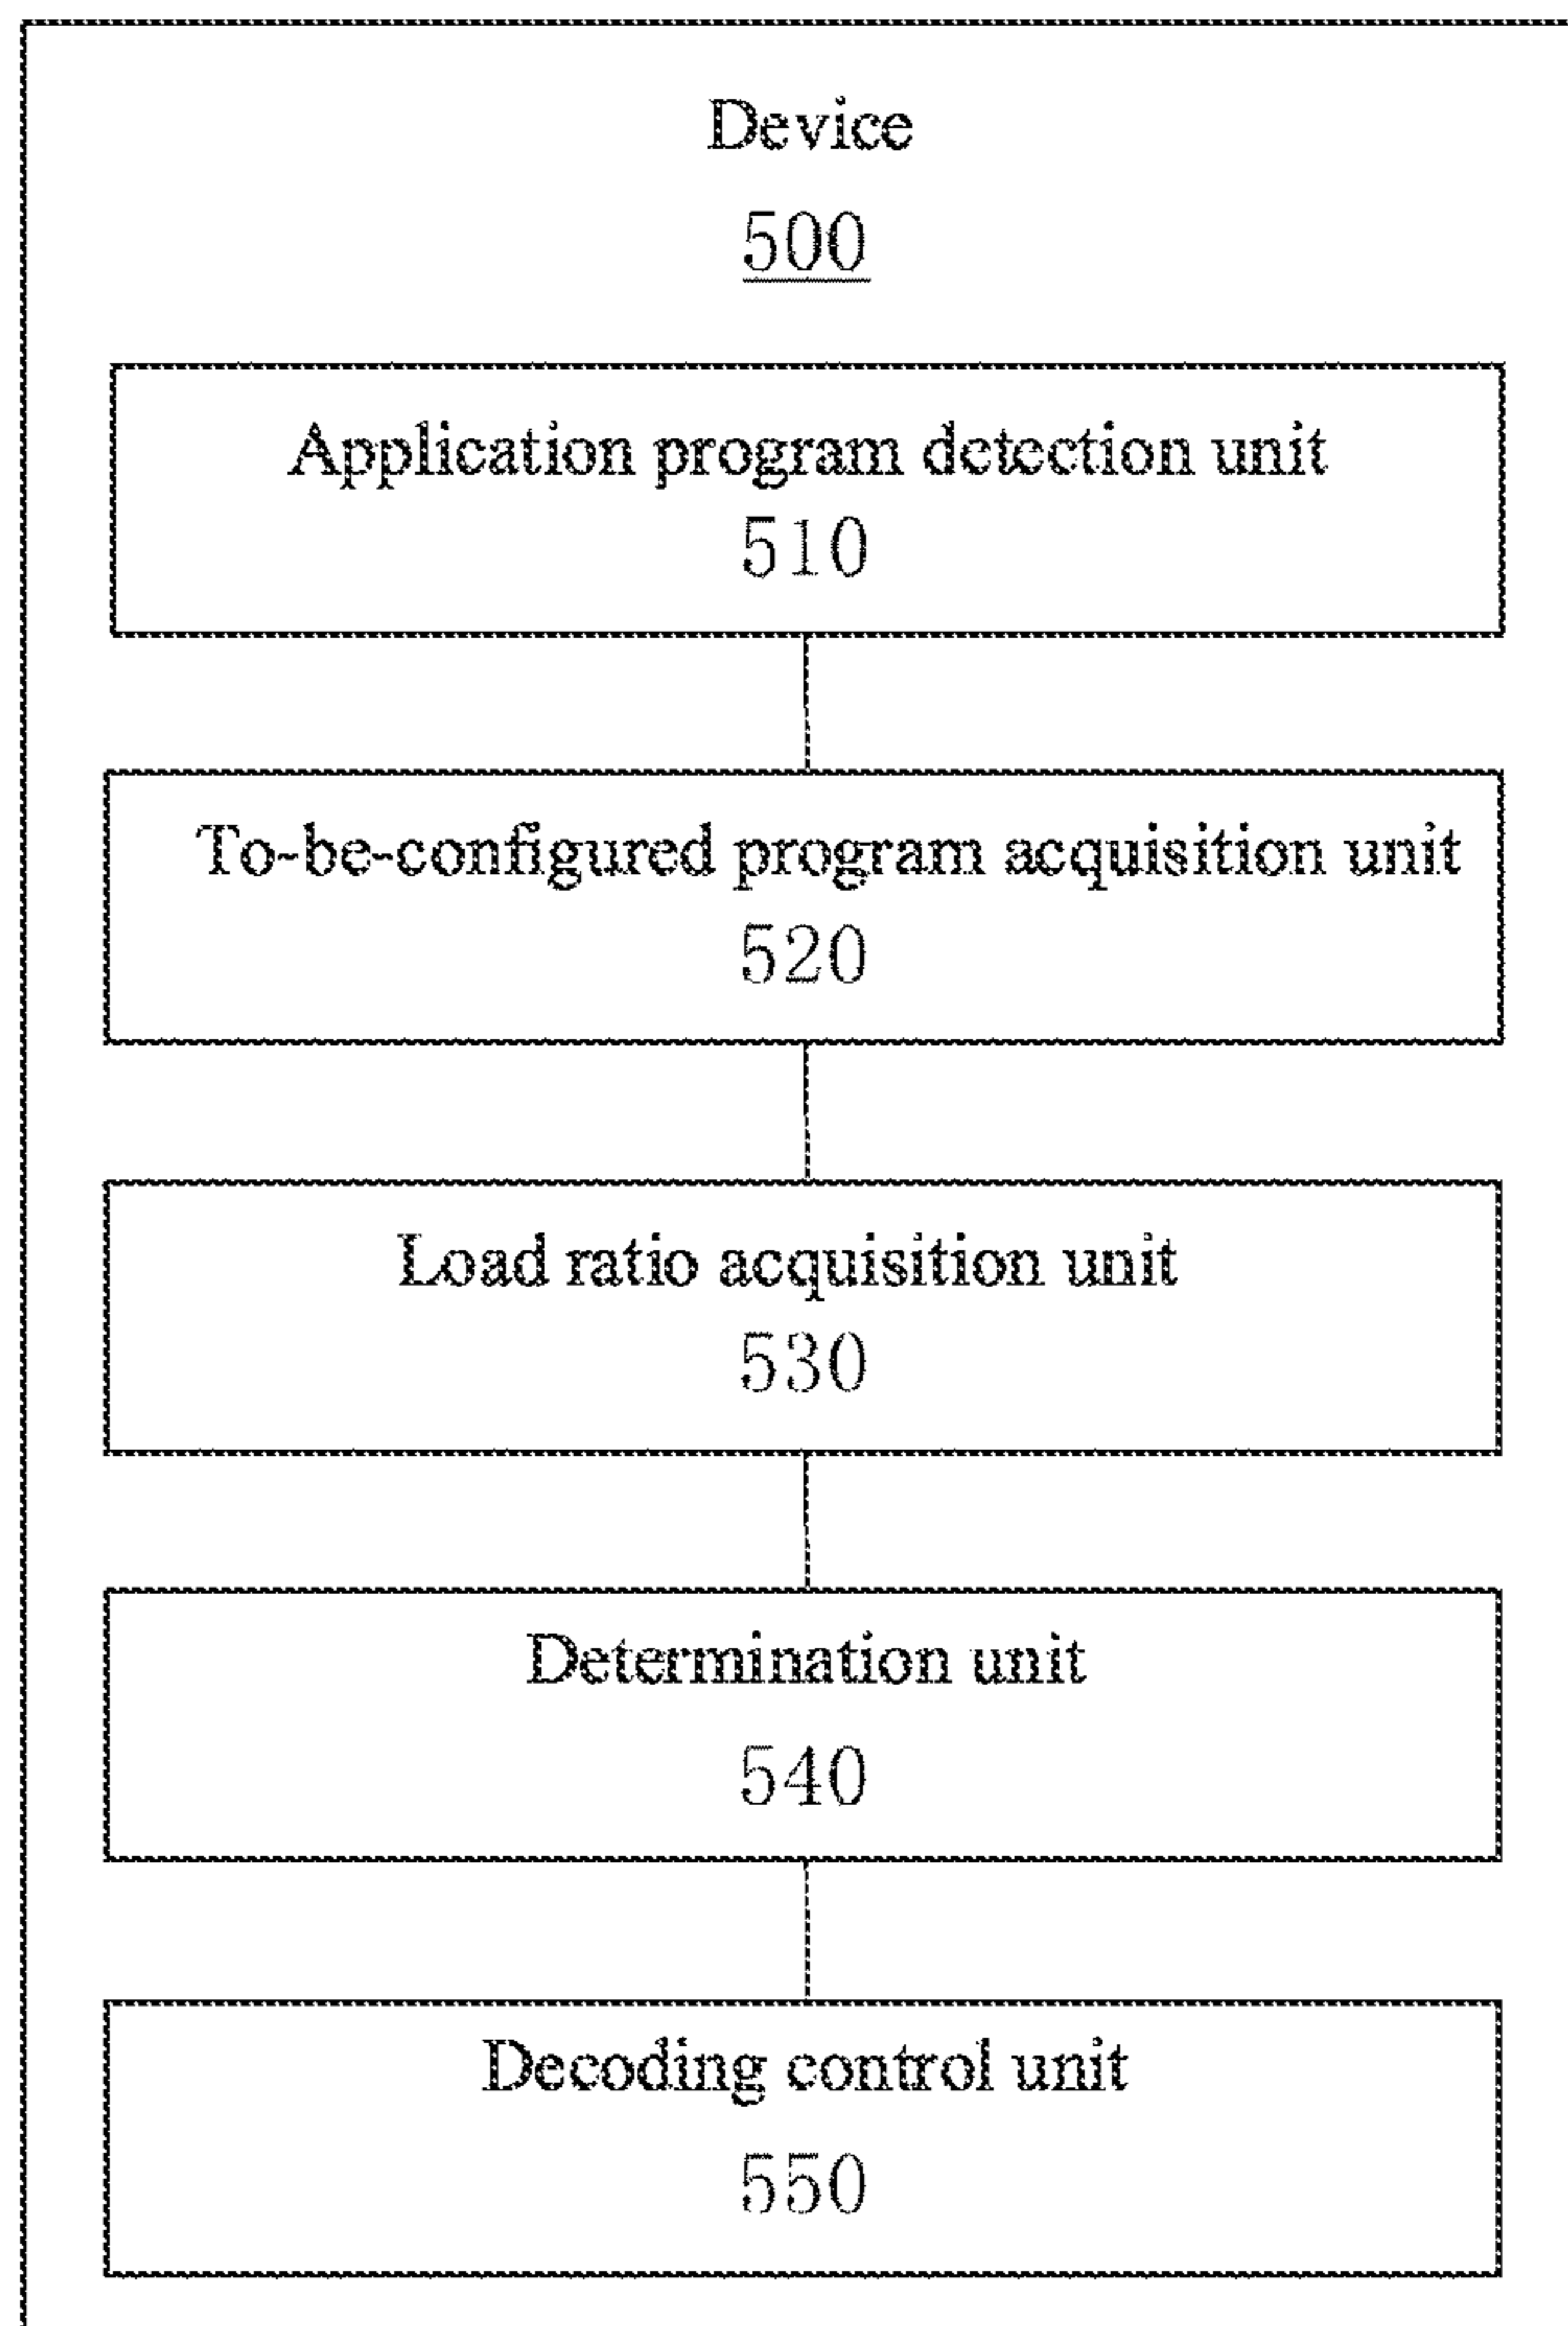 Device
500
Application program detection unit
510
To-be-configured program acquisition unit
520
Load ratio acquisition unit
530
Determination unit
540
Decoding control unit
550